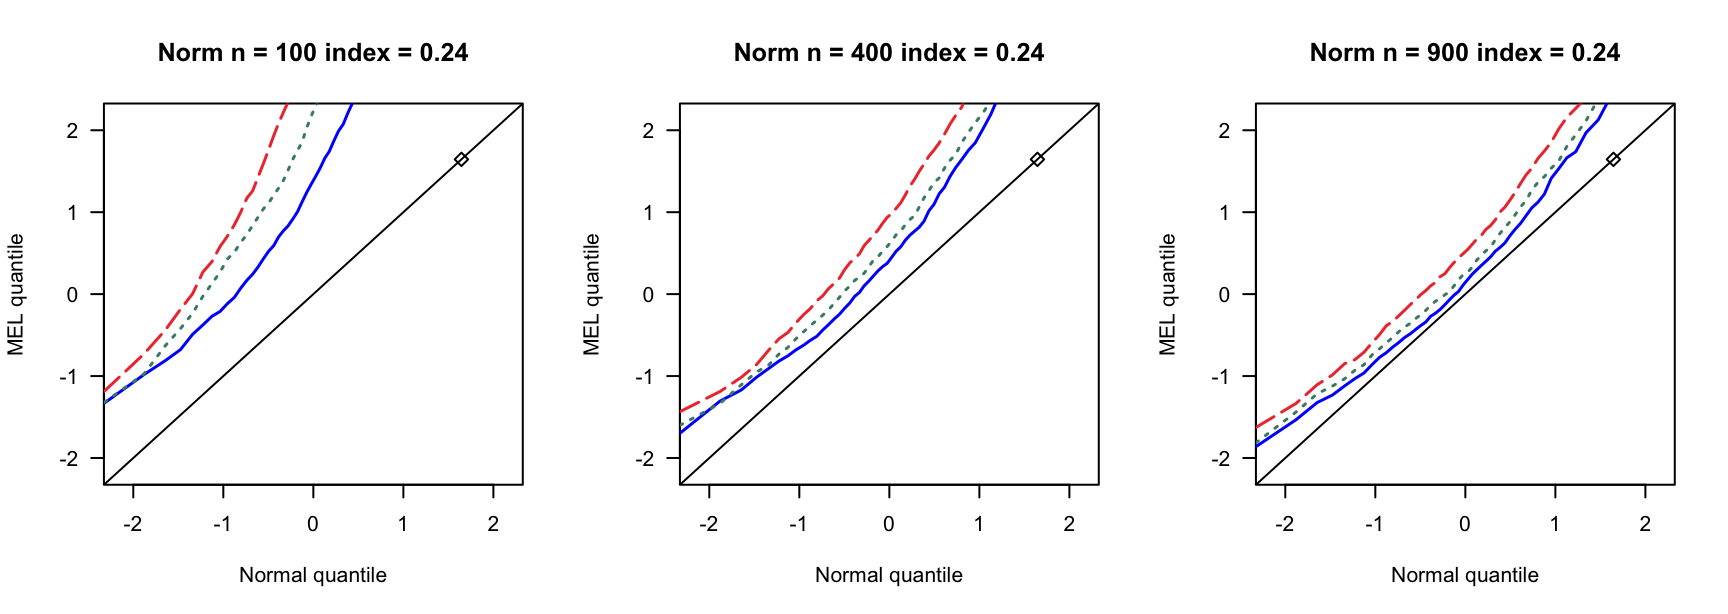 Norm n = 100 index = 0.24
MEL quantile
2
1
0
-1
-2
-2 -1 0 1 2
Normal quantile
Norm n = 400 index = 0.24
MEL quantile
2
1
0
-1
-2
-2 -1 0 1 2
Normal quantile
Norm n = 900 index = 0.24
MEL quantile
2
1
0
-1
-2
-2 -1 0 1 2
Normal quantile